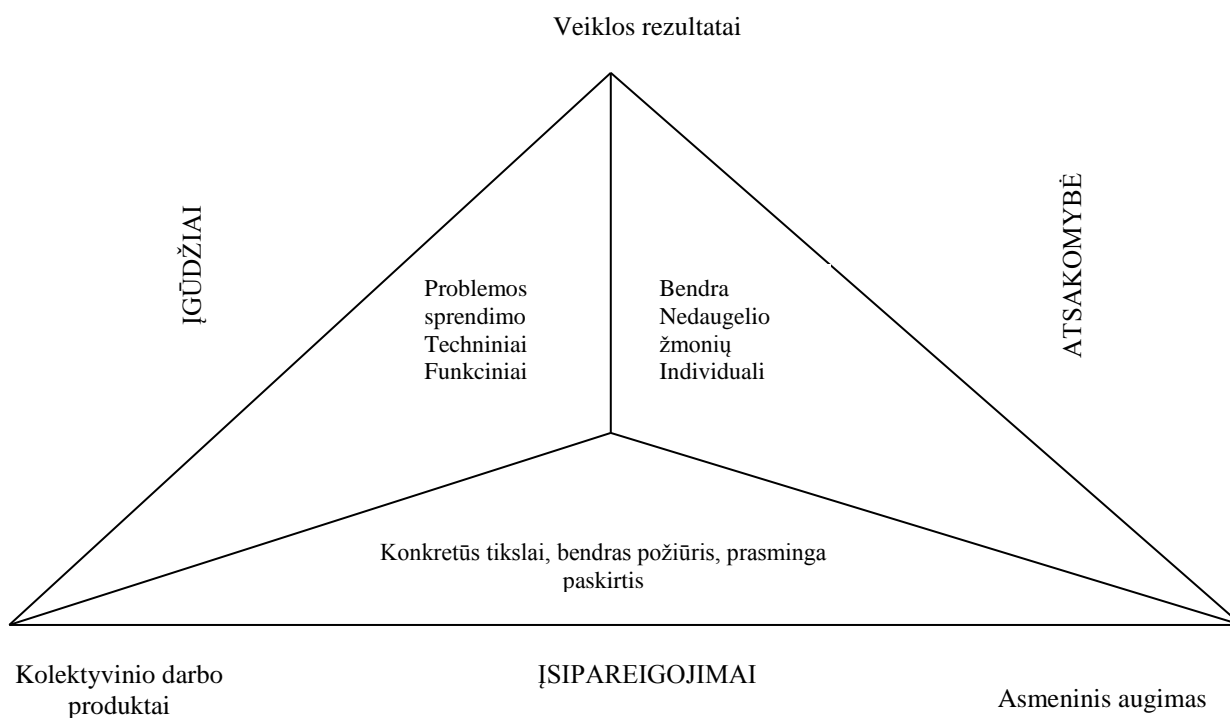 Veiklos rezultatai
ĮGŪDŽIAI
ATSAKOMYBĖ
Problemos
sprendimo
Techniniai
Funkciniai
Bendra
Nedaugelio
žmonių
Individuali
Konkretūs tikslai, bendras požiūris, prasminga
paskirtis
Kolektyvinio darbo
produktai
ĮSIPAREIGOJIMAI
Asmeninis augimas